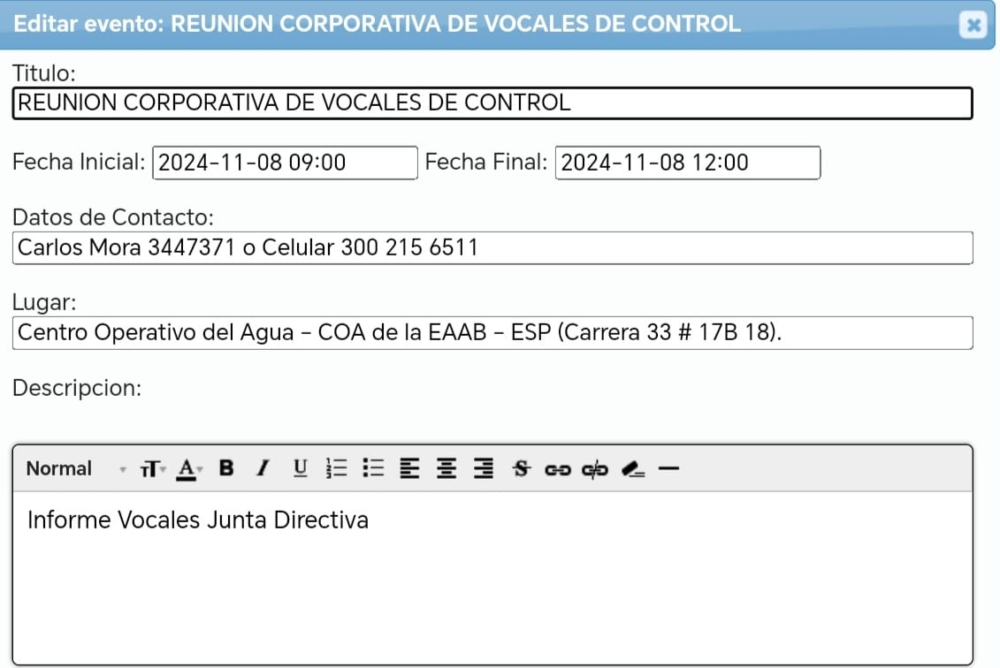 Editar evento: REUNION CORPORATIVA DE VOCALES DE CONTROL
Titulo:
REUNION CORPORATIVA DE VOCALES DE CONTROL
Fecha Inicial: 2024-11-08 09:00 Fecha Final: 2024-11-08 12:00
Datos de Contacto:
Carlos Mora 3447371 o Celular 300 215 6511
Lugar:
Centro Operativo del Agua – COA de la EAAB – ESP (Carrera 33 # 17B 18).
Descripcion:
Normal
Informe Vocales Junta Directiva